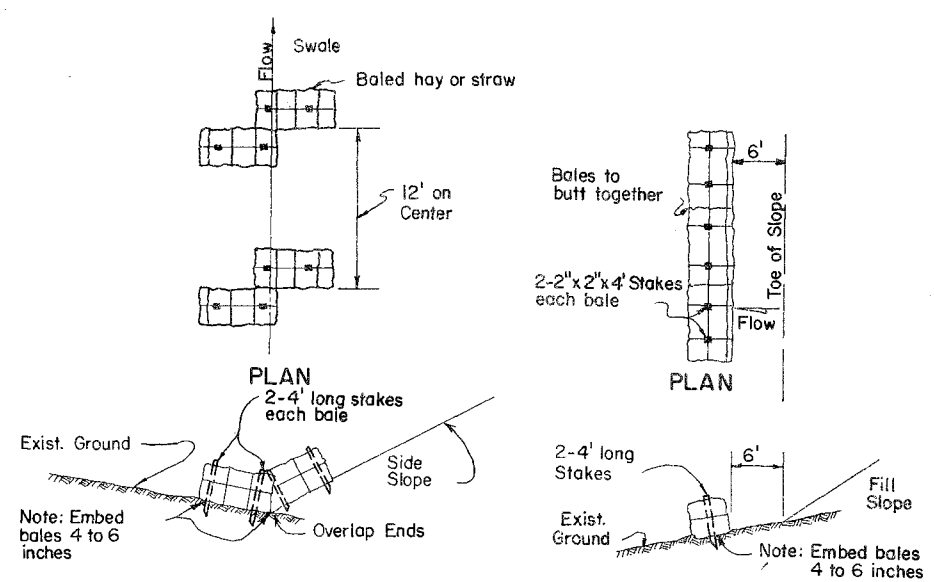 Flow
Swale
Baled hay or straw
12' on
Center
PLAN
2-4' long stakes
each bale
Exist. Ground
Side
Slope
Note: Embed
bales 4 to 6
inches
Overlap Ends
6'
Bales to
butt together
Toe of Slope
2-2"x2"x4' Stakes
each bale
Flow
PLAN
2-4' long
Stakes
6'
Fill
Slope
Exist.
Ground
Note: Embed bales
4 to 6 inches